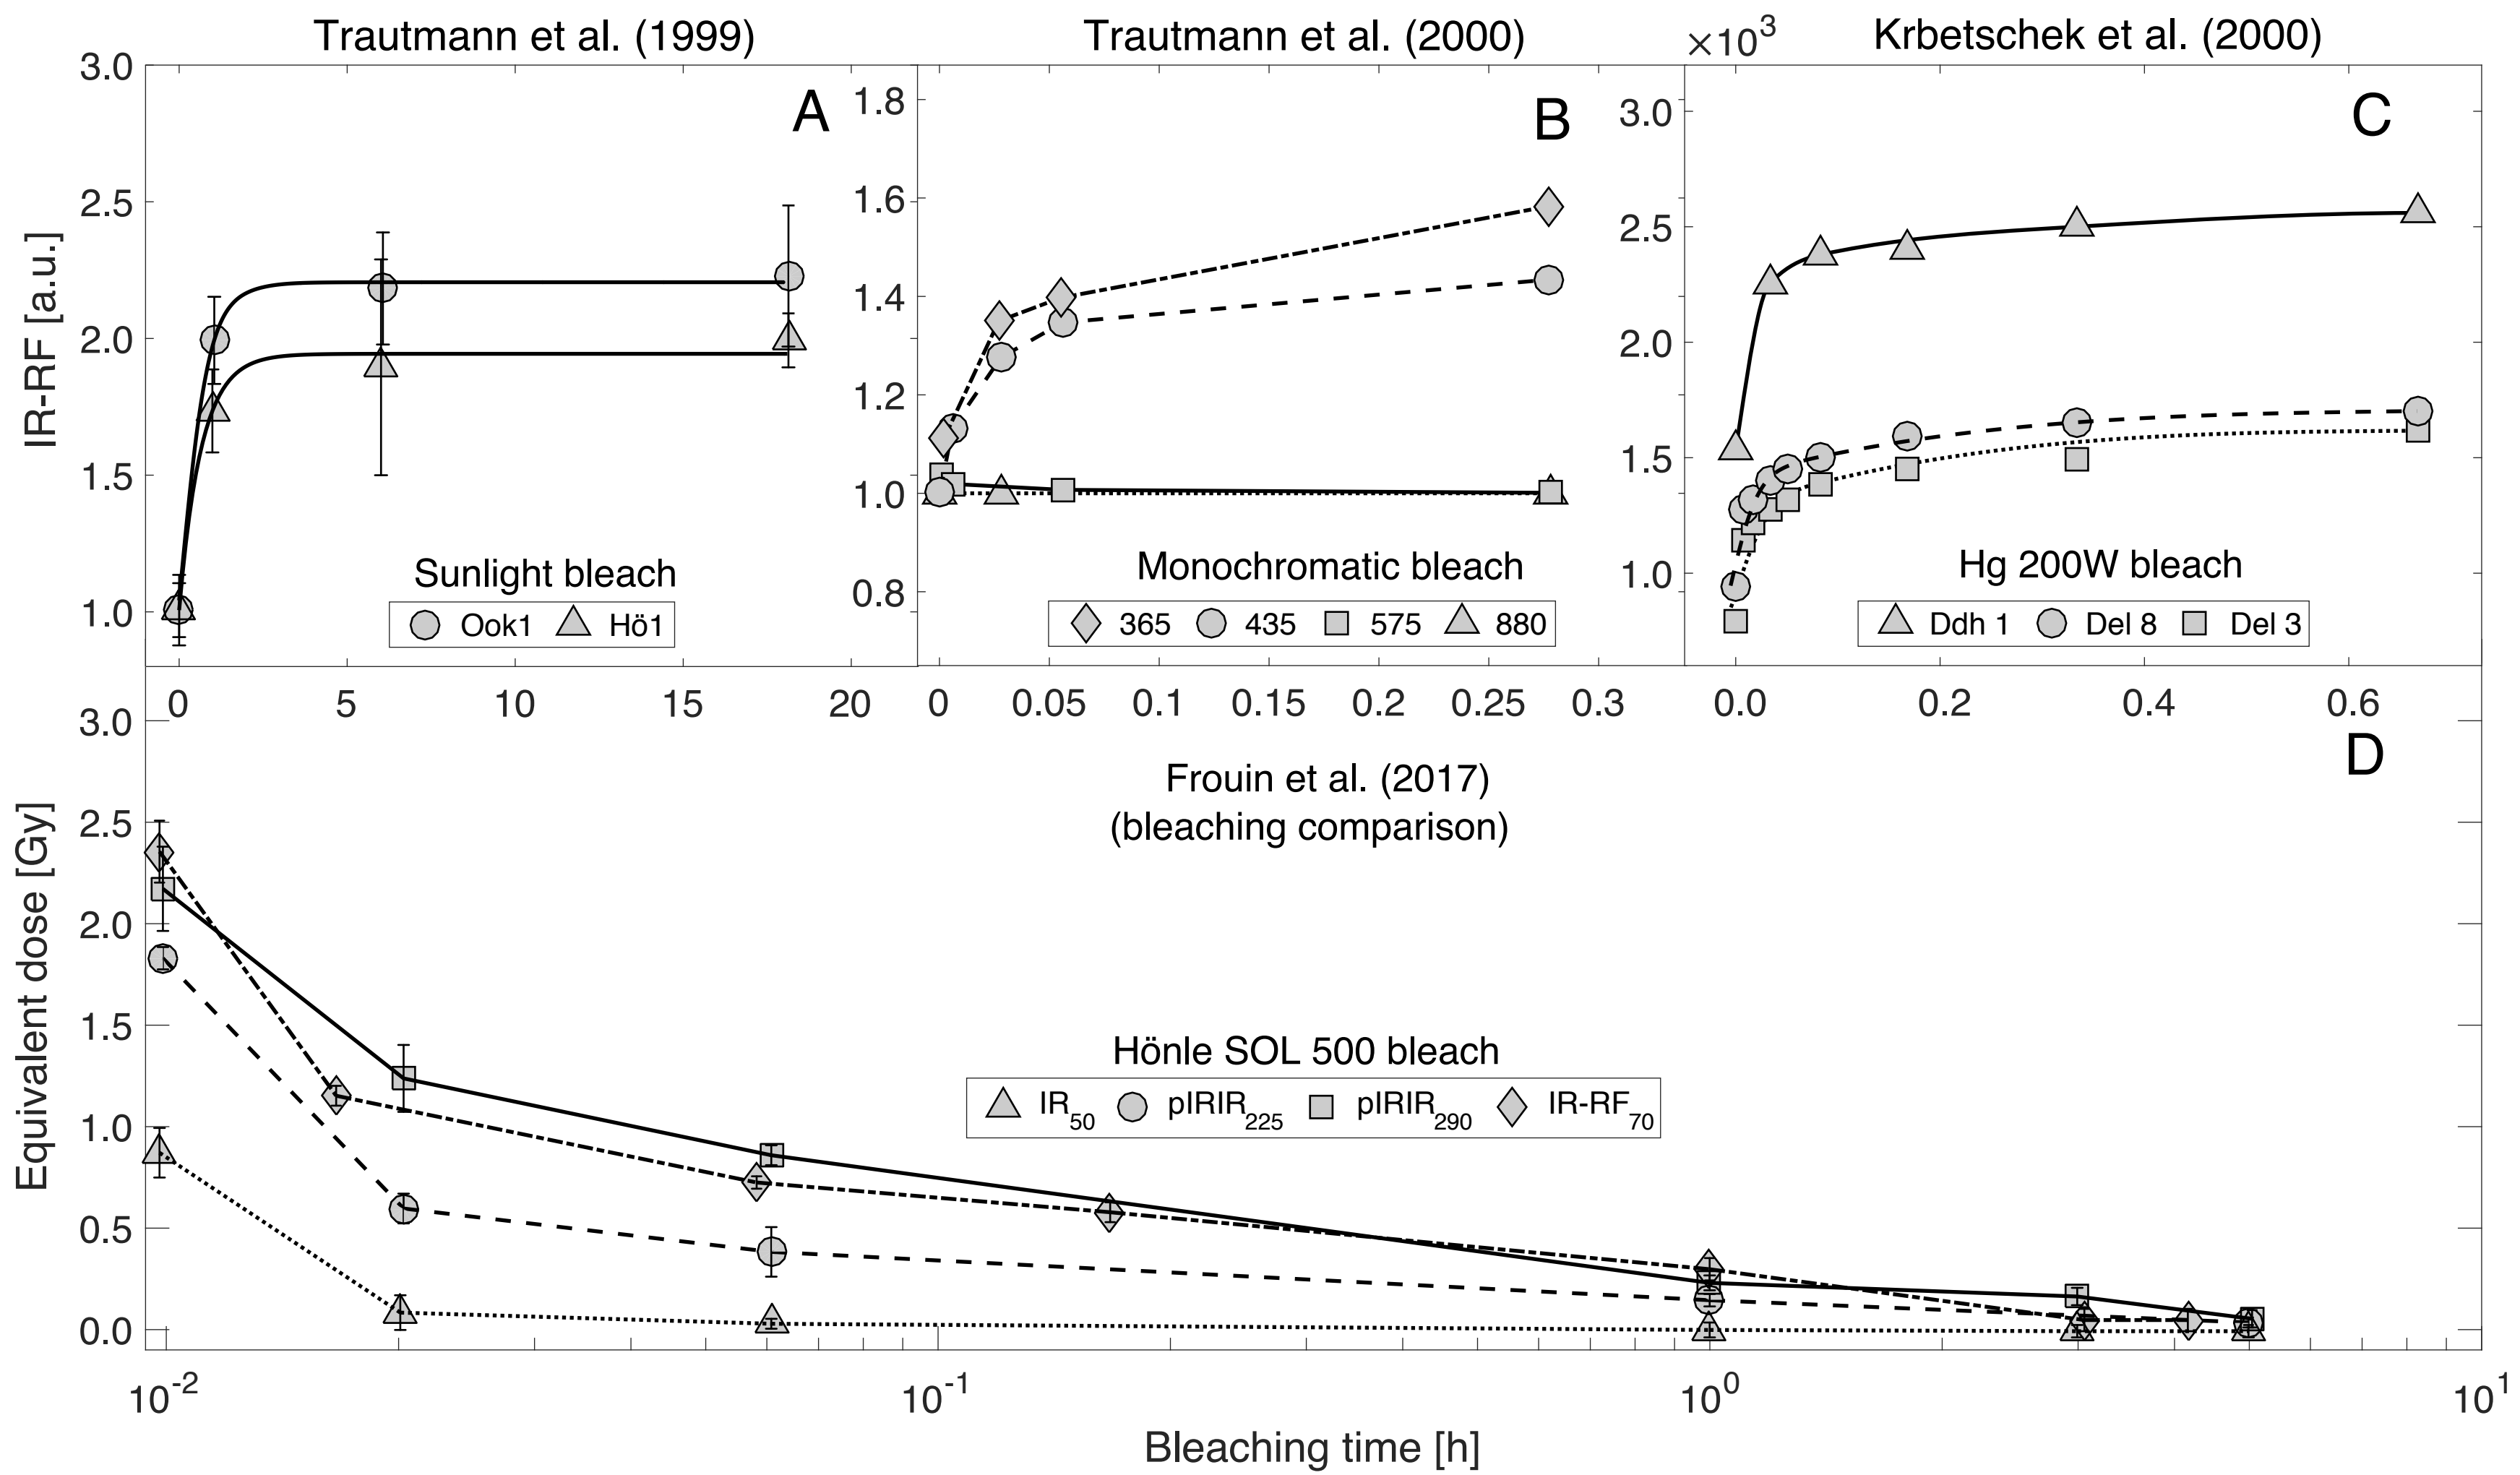 Trautmann et al. (1999)
Trautmann et al. (2000)
×10³
Krbetschek et al. (2000)
IR-RF [a.u.]
3.0
2.5
2.0
1.5
1.0
A
1.8
1.6
1.4
1.2
1.0
0.8
B
3.0
2.5
2.0
1.5
1.0
C
Sunlight bleach
Ook1 Hö1
Monochromatic bleach
365 435 575 880
Hg 200W bleach
Ddh 1 Del 8 Del 3
0 5 10 15 20
0 0.05 0.1 0.15 0.2 0.25 0.3
0.0 0.2 0.4 0.6
D
Frouin et al. (2017)
(bleaching comparison)
Equivalent dose [Gy]
3.0
2.5
2.0
1.5
1.0
0.5
0.0
Hönle SOL 500 bleach
IR₅₀ pIRIR₂₂₅ pIRIR₂₉₀ IR-RF₇₀
10⁻² 10⁻¹ 10⁰ 10¹
Bleaching time [h]